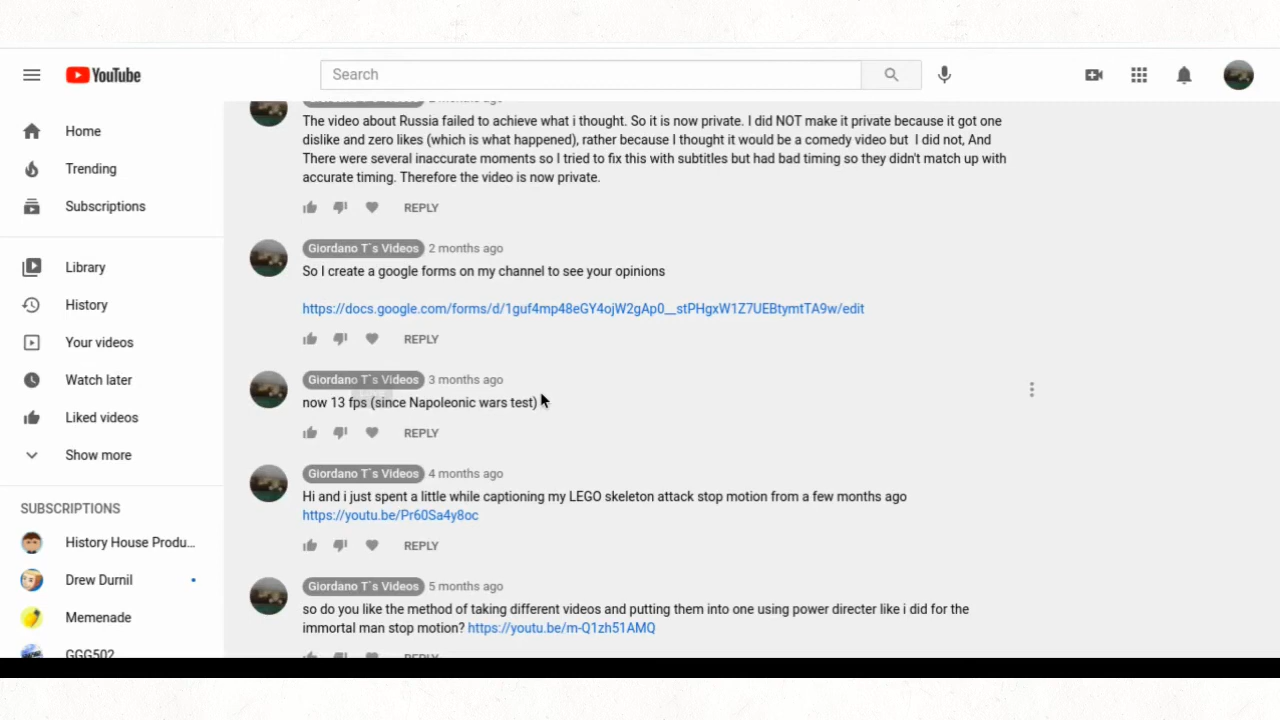 YouTube
Search
Home
Trending
Subscriptions
Library
History
Your videos
Watch later
Liked videos
Show more
SUBSCRIPTIONS
History House Produ...
Drew Durnil
Memenade
GGG502
The video about Russia failed to achieve what i thought. So it is now private. I did NOT make it private because it got one
dislike and zero likes (which is what happened), rather because I thought it would be a comedy video but I did not, And
There were several inaccurate moments so I tried to fix this with subtitles but had bad timing so they didn't match up with
accurate timing. Therefore the video is now private.
REPLY
Giordano T´s Videos 2 months ago
So I create a google forms on my channel to see your opinions
https://docs.google.com/forms/d/1guf4mp48eGY4ojW2gAp0__stPHgxW1Z7UEBtymtTA9w/edit
REPLY
Giordano T´s Videos 3 months ago
now 13 fps (since Napoleonic wars test)
REPLY
Giordano T´s Videos 4 months ago
Hi and i just spent a little while captioning my LEGO skeleton attack stop motion from a few months ago
https://youtu.be/Pr60Sa4y8oc
REPLY
Giordano T´s Videos 5 months ago
so do you like the method of taking different videos and putting them into one using power directer like i did for the
immortal man stop motion? https://youtu.be/m-Q1zh51AMQ